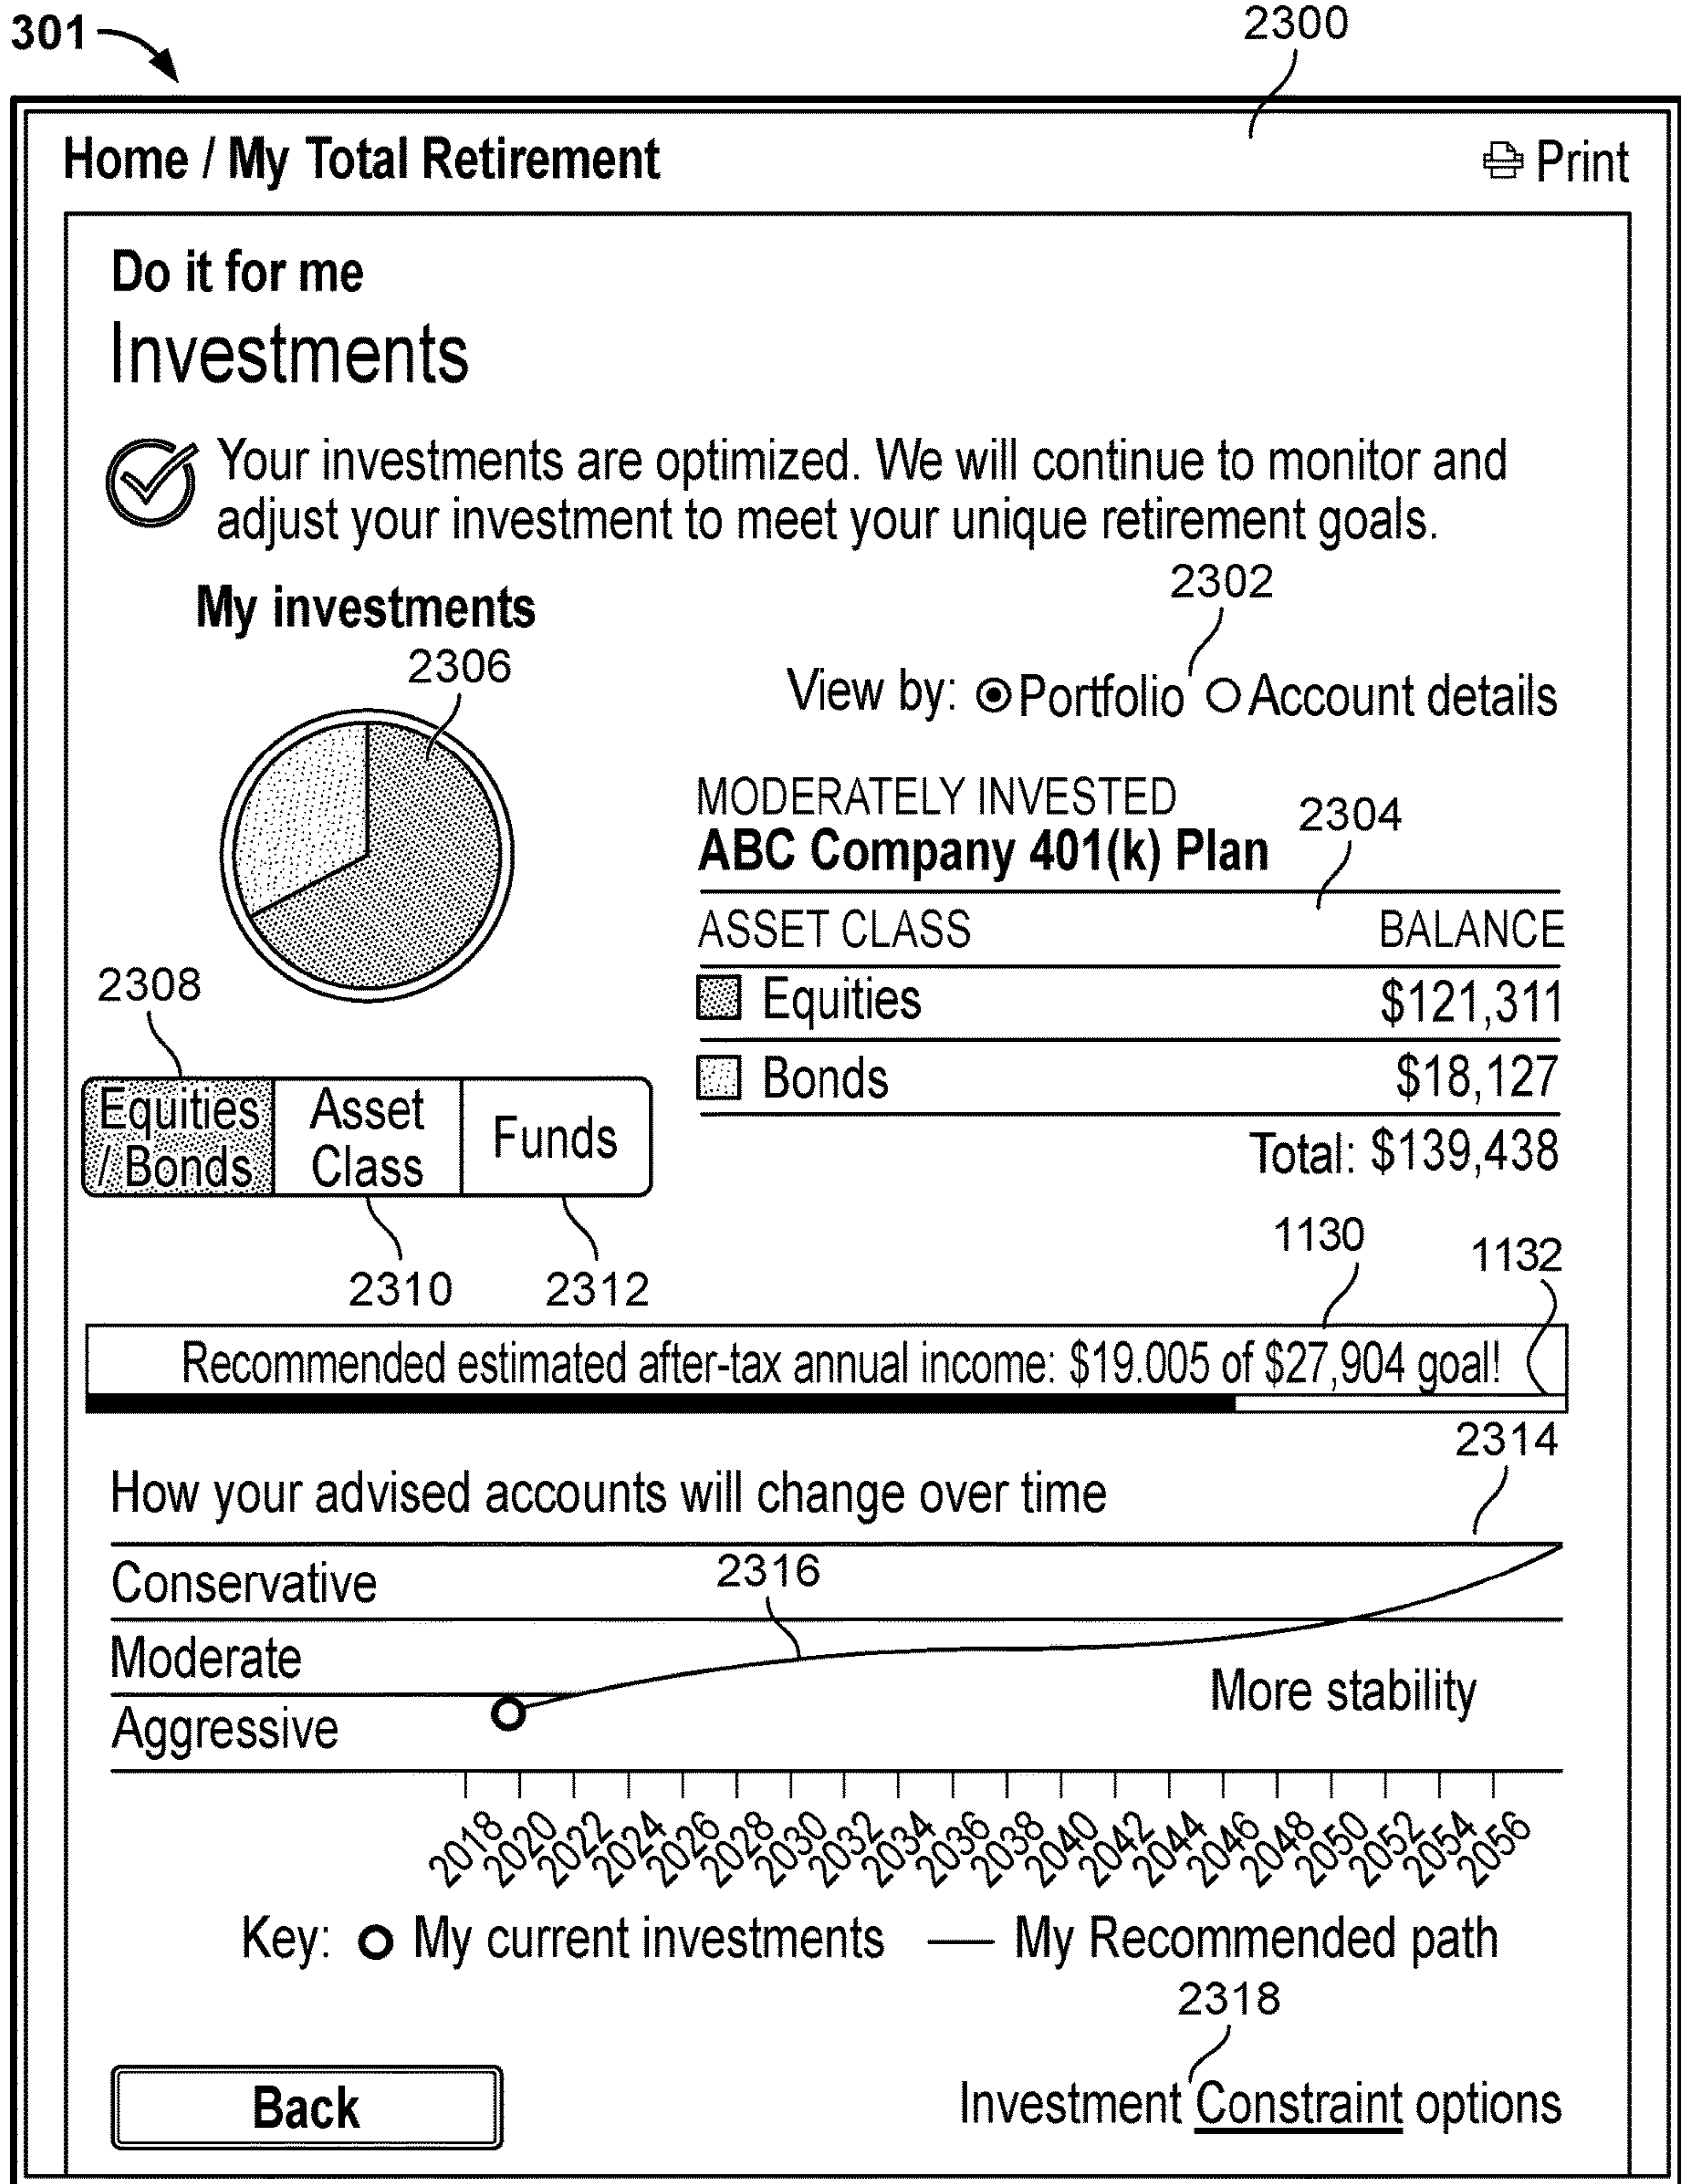 301
2300
Home / My Total Retirement
Print
Do it for me
Investments
Your investments are optimized. We will continue to monitor and
adjust your investment to meet your unique retirement goals.
2302
My investments
2306
View by: Portfolio Account details
MODERATELY INVESTED
2304
ABC Company 401(k) Plan
ASSET CLASS BALANCE
2308
Equities $121,311
Bonds $18,127
Total: $139,438
Equities
/ Bonds
Asset
Class
Funds
2310
2312
1130
1132
Recommended estimated after-tax annual income: $19.005 of $27,904 goal!
2314
How your advised accounts will change over time
Conservative
2316
Moderate
More stability
Aggressive
2018 2020 2022 2024 2026 2028 2030 2032 2034 2036 2038 2040 2042 2044 2046 2048 2050 2052 2054 2056
Key: My current investments My Recommended path
2318
Back
Investment Constraint options